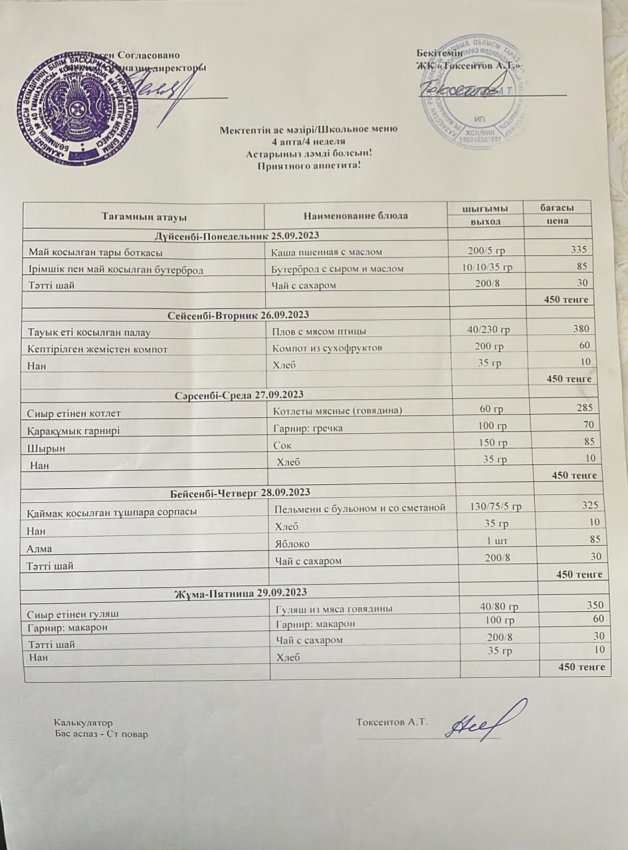 Согласовано
директоры
Бекітемін
ЖК «Токсеитов А.Т.»
Токсеитов
ИП
Мектептің ас мәзірі/Школьное меню
4 апта/4 неделя
Астарыңыз дәмді болсын!
Приятного аппетита!
Тағамның атауы Наименование блюда шығымы выход бағасы цена
Дүйсенбі-Понедельник 25.09.2023
Май қосылған тары ботқасы Каша пшенная с маслом 200/5 гр 335
Ірімшік пен май қосылған бутерброд Бутерброд с сыром и маслом 10/10/35 гр 85
Тәтті шай Чай с сахаром 200/8 30
450 тенге
Сейсенбі-Вторник 26.09.2023
Тауық еті қосылған палау Плов с мясом птицы 40/230 гр 380
Кептірілген жемістен компот Компот из сухофруктов 200 гр 60
Нан Хлеб 35 гр 10
450 тенге
Сәрсенбі-Среда 27.09.2023
Сиыр етінен котлет Котлеты мясные (говядина) 60 гр 285
Қарақұмық гарнирі Гарнир: гречка 100 гр 70
Шырын Сок 150 гр 85
Нан Хлеб 35 гр 10
450 тенге
Бейсенбі-Четверг 28.09.2023
Қаймақ қосылған тұшпара сорпасы Пельмени с бульоном и со сметаной 130/75/5 гр 325
Нан Хлеб 35 гр 10
Алма Яблоко 1 шт 85
Тәтті шай Чай с сахаром 200/8 30
450 тенге
Жұма-Пятница 29.09.2023
Сиыр етінен гуляш Гуляш из мяса говядины 40/80 гр 350
Гарнир: макарон Гарнир: макарон 100 гр 60
Тәтті шай Чай с сахаром 200/8 30
Нан Хлеб 35 гр 10
450 тенге
Калькулятор Токсеитов А.Т.
Бас аспаз - Ст повар